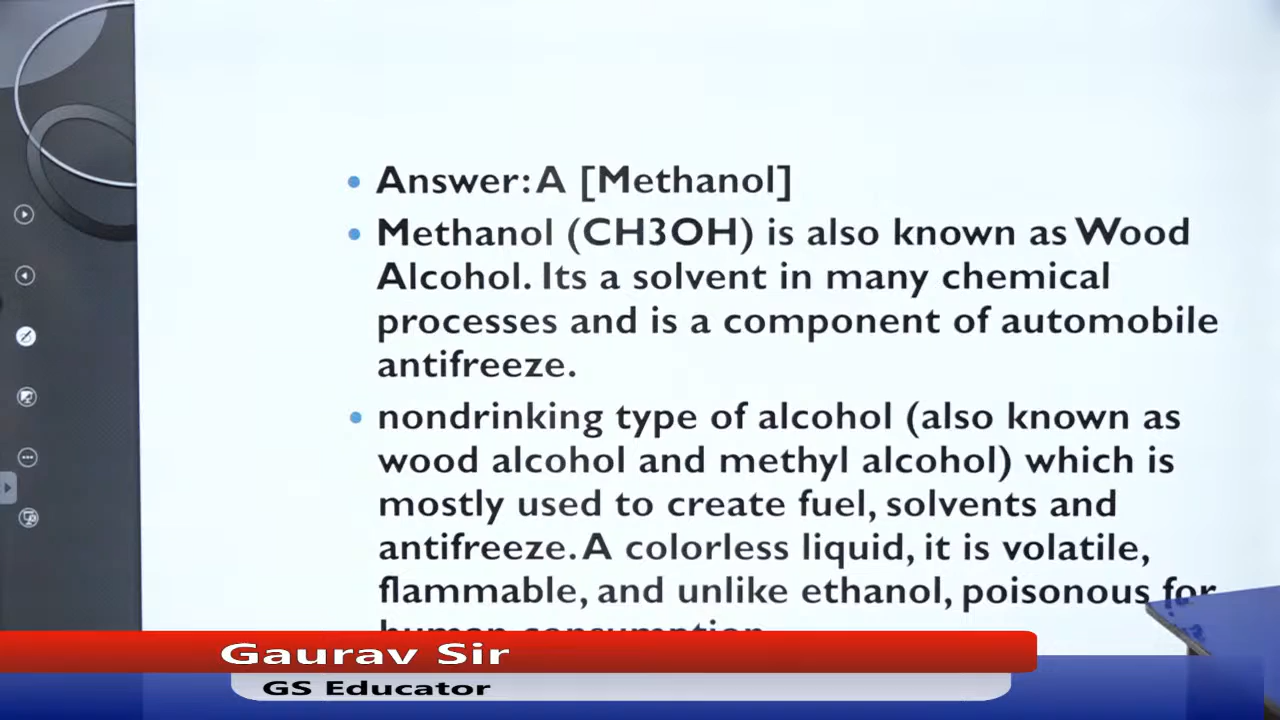 Answer: A [Methanol]
Methanol (CH3OH) is also known as Wood
Alcohol. Its a solvent in many chemical
processes and is a component of automobile
antifreeze.
nondrinking type of alcohol (also known as
wood alcohol and methyl alcohol) which is
mostly used to create fuel, solvents and
antifreeze. A colorless liquid, it is volatile,
flammable, and unlike ethanol, poisonous for
human consumption
Gaurav Sir
GS Educator